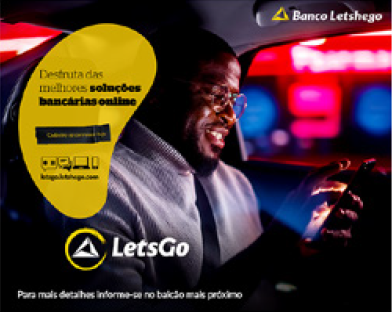 Banco Letshego
Desfruta das
melhores soluções
bancárias online
letsgo.letshego.com
LetsGo
Para mais detalhes informe-se no balcão mais próximo